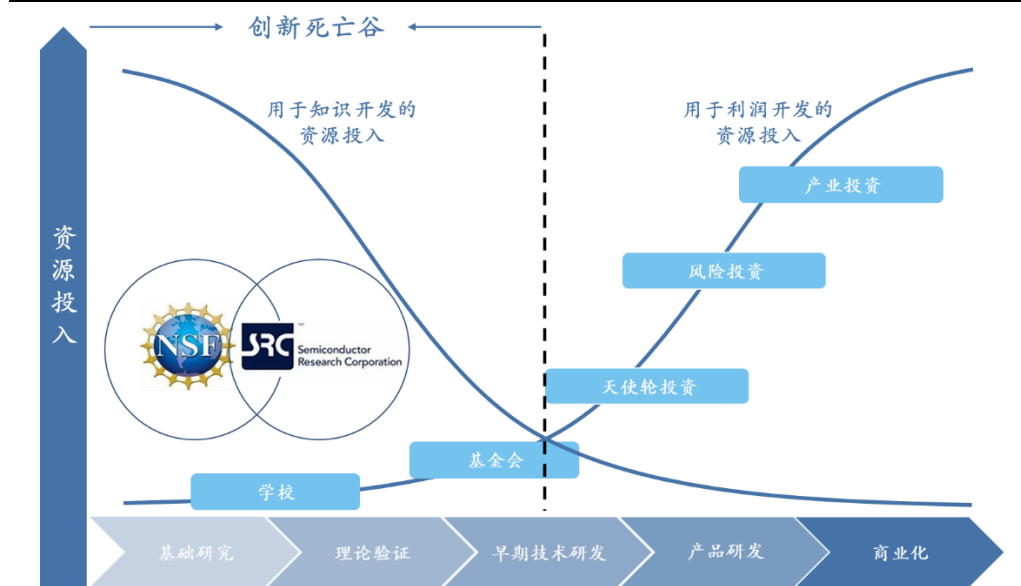 创新死亡谷
用于知识开发的
资源投入
用于利润开发的
资源投入
产业投资
资源投入
风险投资
NSF
SRC
Semiconductor
Research Corporation
天使轮投资
基金会
学校
基础研究
理论验证
早期技术研发
产品研发
商业化